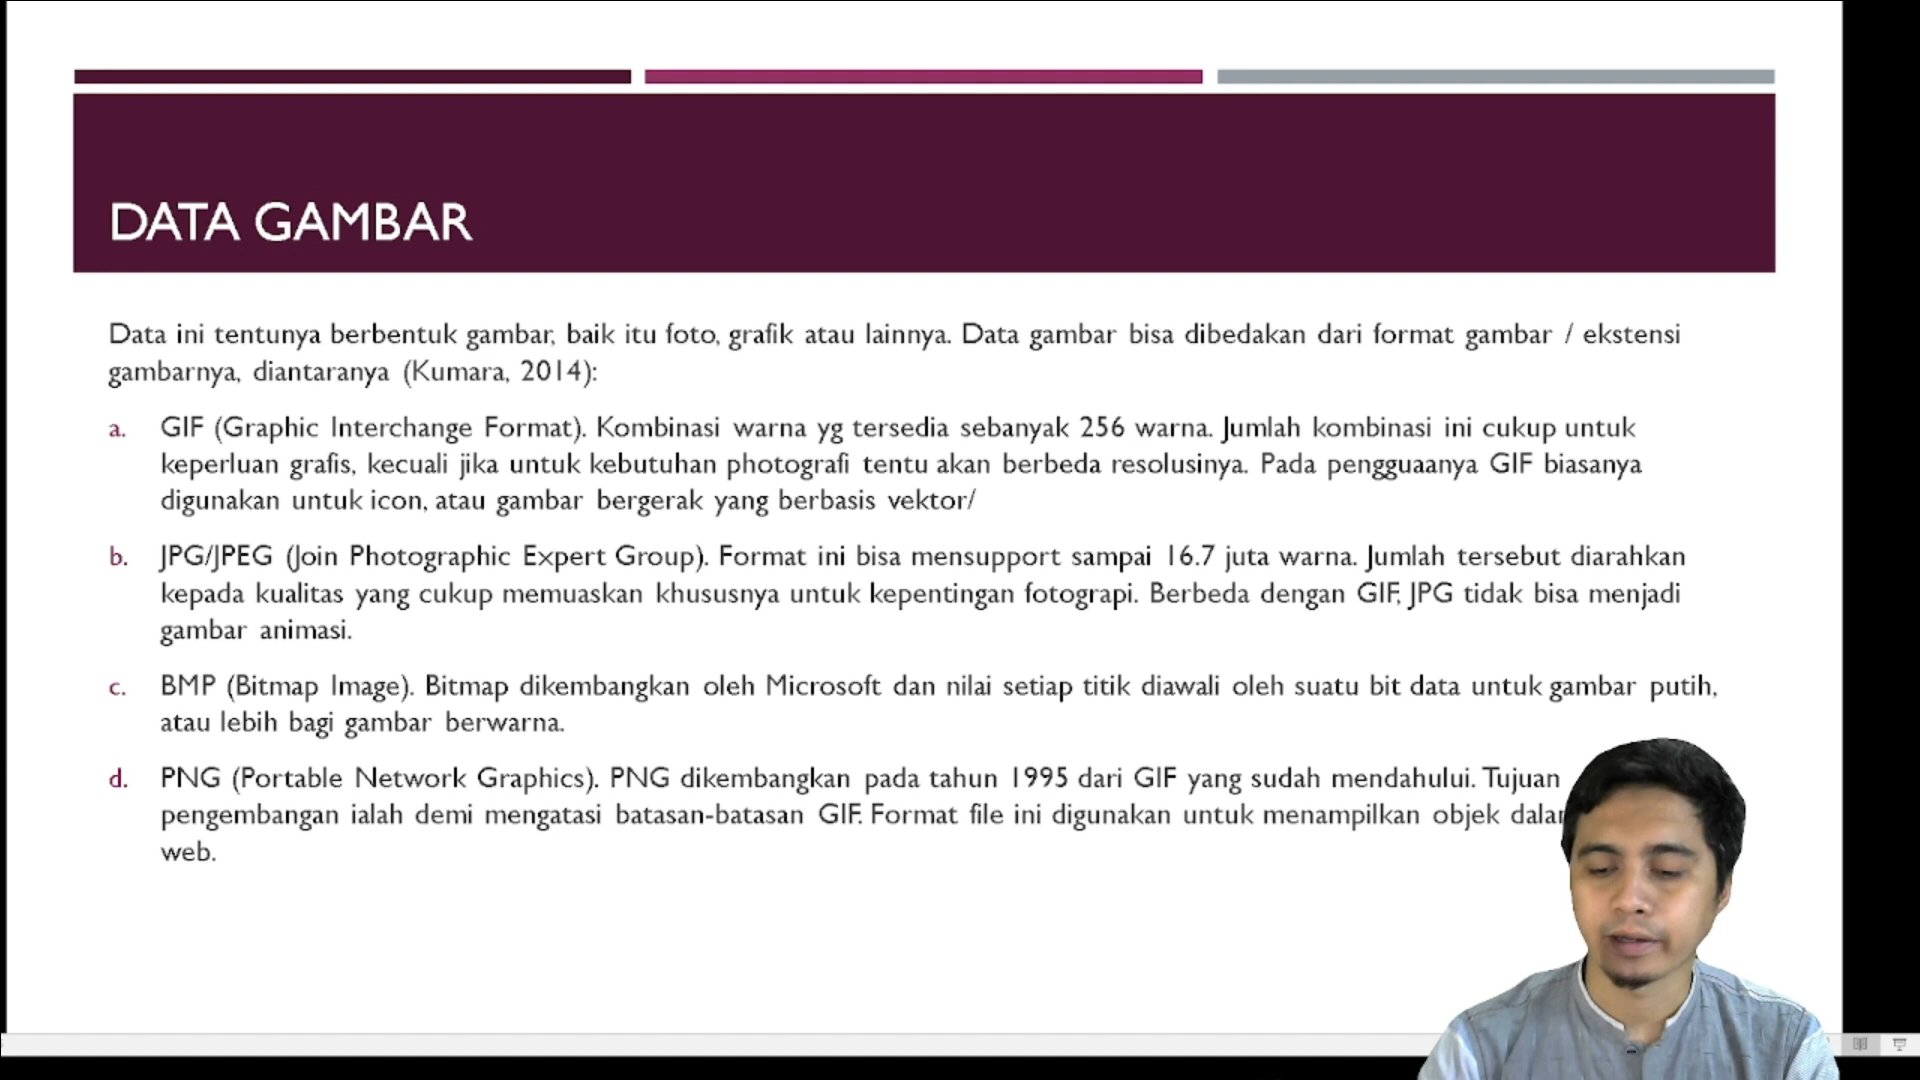 DATA GAMBAR
Data ini tentunya berbentuk gambar, baik itu foto, grafik atau lainnya. Data gambar bisa dibedakan dari format gambar / ekstensi
gambarnya, diantaranya (Kumara, 2014):
a. GIF (Graphic Interchange Format). Kombinasi warna yg tersedia sebanyak 256 warna. Jumlah kombinasi ini cukup untuk
keperluan grafis, kecuali jika untuk kebutuhan photografi tentu akan berbeda resolusinya. Pada pengguaanya GIF biasanya
digunakan untuk icon, atau gambar bergerak yang berbasis vektor/
b. JPG/JPEG (Join Photographic Expert Group). Format ini bisa mensupport sampai 16.7 juta warna. Jumlah tersebut diarahkan
kepada kualitas yang cukup memuaskan khususnya untuk kepentingan fotograpi. Berbeda dengan GIF, JPG tidak bisa menjadi
gambar animasi.
c. BMP (Bitmap Image). Bitmap dikembangkan oleh Microsoft dan nilai setiap titik diawali oleh suatu bit data untuk gambar putih,
atau lebih bagi gambar berwarna.
d. PNG (Portable Network Graphics). PNG dikembangkan pada tahun 1995 dari GIF yang sudah mendahului. Tujuan
pengembangan ialah demi mengatasi batasan-batasan GIF. Format file ini digunakan untuk menampilkan objek
web.